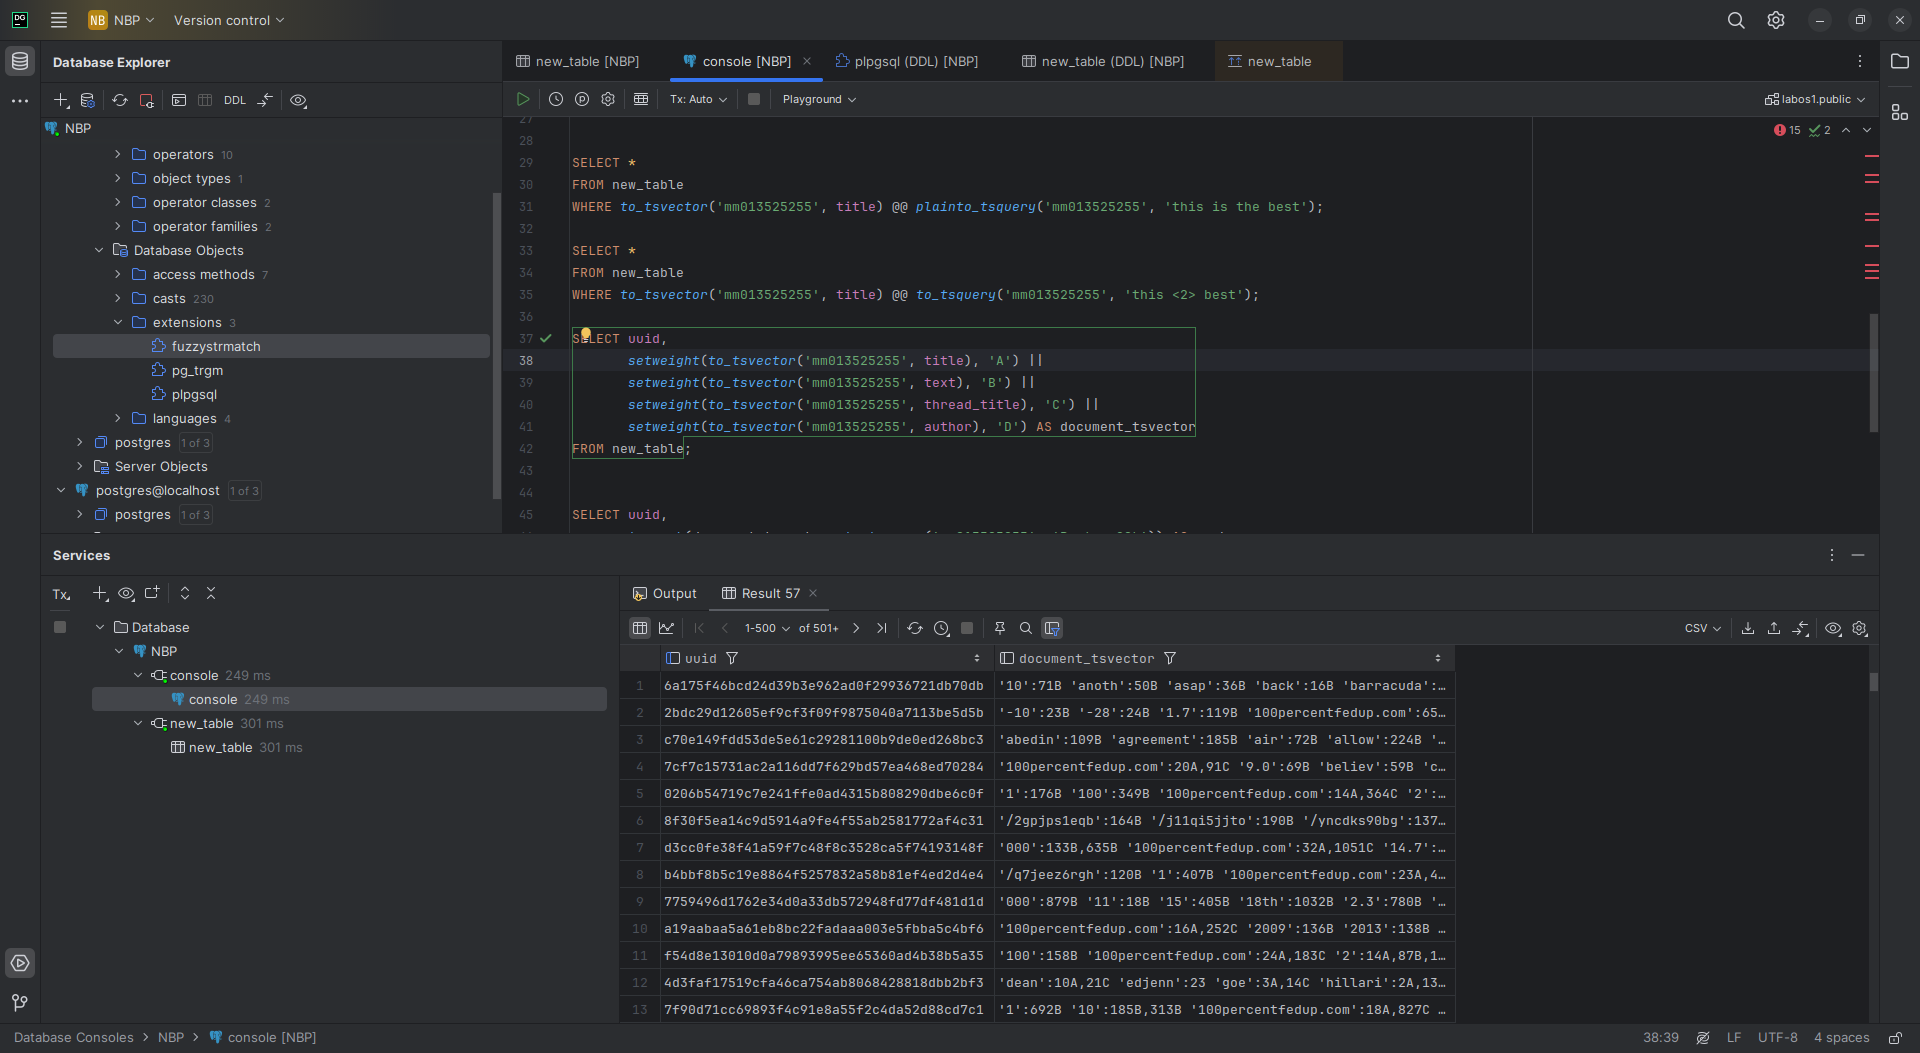 NB NBP Version control
Database Explorer
DDL
NBP
operators 10
object types 1
operator classes 2
operator families 2
Database Objects
access methods 7
casts 230
extensions 3
fuzzystrmatch
pg_trgm
plpgsql
languages 4
postgres 1 of 3
Server Objects
postgres@localhost 1 of 3
postgres 1 of 3
new_table [NBP] console [NBP] plpgsql (DDL) [NBP] new_table (DDL) [NBP] new_table
Tx: Auto Playground labos1.public
15 2
27
28
29 SELECT *
30 FROM new_table
31 WHERE to_tsvector('mm013525255', title) @@ plainto_tsquery('mm013525255', 'this is the best');
32
33 SELECT *
34 FROM new_table
35 WHERE to_tsvector('mm013525255', title) @@ to_tsquery('mm013525255', 'this <2> best');
36
37 SELECT uuid,
38 setweight(to_tsvector('mm013525255', title), 'A') ||
39 setweight(to_tsvector('mm013525255', text), 'B') ||
40 setweight(to_tsvector('mm013525255', thread_title), 'C') ||
41 setweight(to_tsvector('mm013525255', author), 'D') AS document_tsvector
42 FROM new_table;
43
44
45 SELECT uuid,
Services
Tx
Database
NBP
console 249 ms
console 249 ms
new_table 301 ms
new_table 301 ms
Output Result 57
1-500 of 501+ CSV
uuid document_tsvector
1 6a175f46bcd24d39b3e962ad0f29936721db70db '10':71B 'anoth':50B 'asap':36B 'back':16B 'barracuda':…
2 2bdc29d12605ef9cf3f09f9875040a7113be5d5b '-10':23B '-28':24B '1.7':119B '100percentfedup.com':65…
3 c70e149fdd53de5e61c29281100b9de0ed268bc3 'abedin':109B 'agreement':185B 'air':72B 'allow':224B '…
4 7cf7c15731ac2a116dd7f629bd57ea468ed70284 '100percentfedup.com':20A,91C '9.0':69B 'believ':59B 'c…
5 0206b54719c7e241ffe0ad4315b808290dbe6c0f '1':176B '100':349B '100percentfedup.com':14A,364C '2':…
6 8f30f5ea14c9d5914a9fe4f55ab2581772af4c31 '/2gpjps1eqb':164B '/j11qi5jjto':190B '/yncdks90bg':137…
7 d3cc0fe38f41a59f7c48f8c3528ca5f74193148f '000':133B,635B '100percentfedup.com':32A,1051C '14.7':…
8 b4bbf8b5c19e8864f5257832a58b81ef4ed2d4e4 '/q7jeez6rgh':120B '1':407B '100percentfedup.com':23A,4…
9 7759496d1762e34d0a33db572948fd77df481d1d '000':879B '11':18B '15':405B '18th':1032B '2.3':780B '…
10 a19aabaa5a61eb8bc22fadaaa003e5fbba5c4bf6 '100percentfedup.com':16A,252C '2009':136B '2013':138B …
11 f54d8e13010d0a79893995ee65360ad4b38b5a35 '100':158B '100percentfedup.com':24A,183C '2':14A,87B,1…
12 4d3faf17519cfa46ca754ab8068428818dbb2bf3 'dean':10A,21C 'edjenn':23 'goe':3A,14C 'hillari':2A,13…
13 7f90d71cc69893f4c91e8a55f2c4da52d88cd7c1 '1':692B '10':185B,313B '100percentfedup.com':18A,827C …
Database Consoles > NBP > console [NBP] 38:39 LF UTF-8 4 spaces